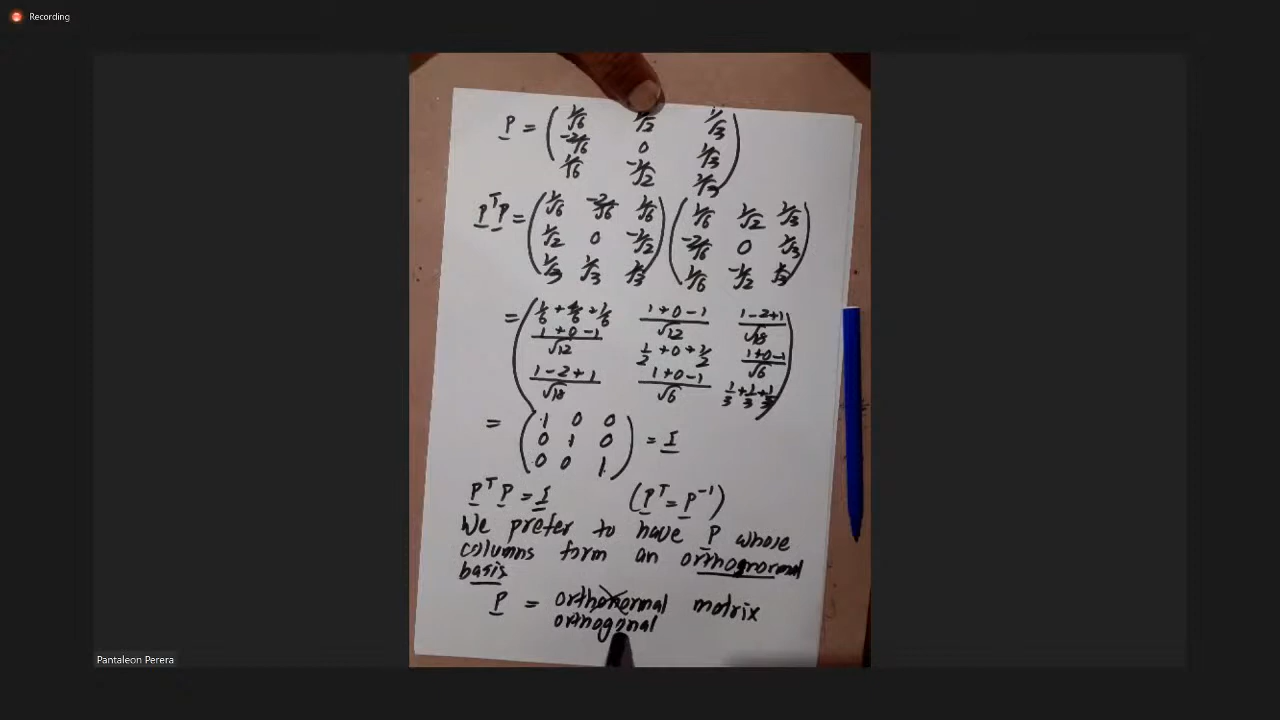 Recording
P = ( 1/√6 1/√2 1/√3
-2/√6 0 1/√3
1/√6 -1/√2 1/√3 )
PᵀP = ( 1/√6 -2/√6 1/√6 ) ( 1/√6 1/√2 1/√3
1/√2 0 -1/√2 -2/√6 0 1/√3
1/√3 1/√3 1/√3 ) 1/√6 -1/√2 1/√3 )
= ( 1/6 + 4/6 + 1/6 (1+0-1)/√12 (1-2+1)/√18
(1+0-1)/√12 1/2 + 0 + 1/2 (1+0-1)/√6
(1-2+1)/√18 (1+0-1)/√6 1/3 + 1/3 + 1/3 )
= ( 1 0 0
0 1 0 = I
0 0 1 )
PᵀP = I (Pᵀ = P⁻¹)
We prefer to have P whose
columns form an orthognormal
basis
P = orthonormal matrix
orthogonal
Pantaleon Perera